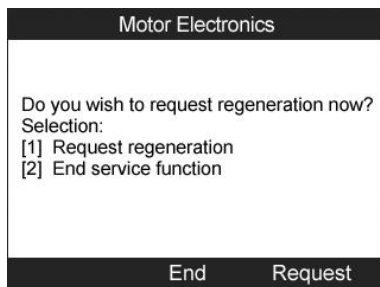 Motor Electronics
Do you wish to request regeneration now?
Selection:
[1] Request regeneration
[2] End service function
End Request